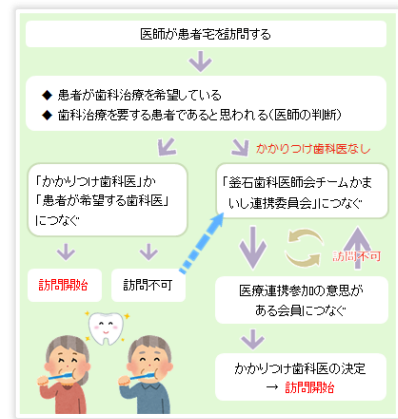 医師が患者宅を訪問する
◆ 患者が歯科治療を希望している
◆ 歯科治療を要する患者であると思われる(医師の判断)
かかりつけ歯科医なし
「かかりつけ歯科医」か
「患者が希望する歯科医」
につなぐ
「釜石歯科医師会チームかま
いし連携委員会」につなぐ
訪問開始
訪問不可
訪問不可
医療連携参加の意思が
ある会員につなぐ
かかりつけ歯科医の決定
→ 訪問開始